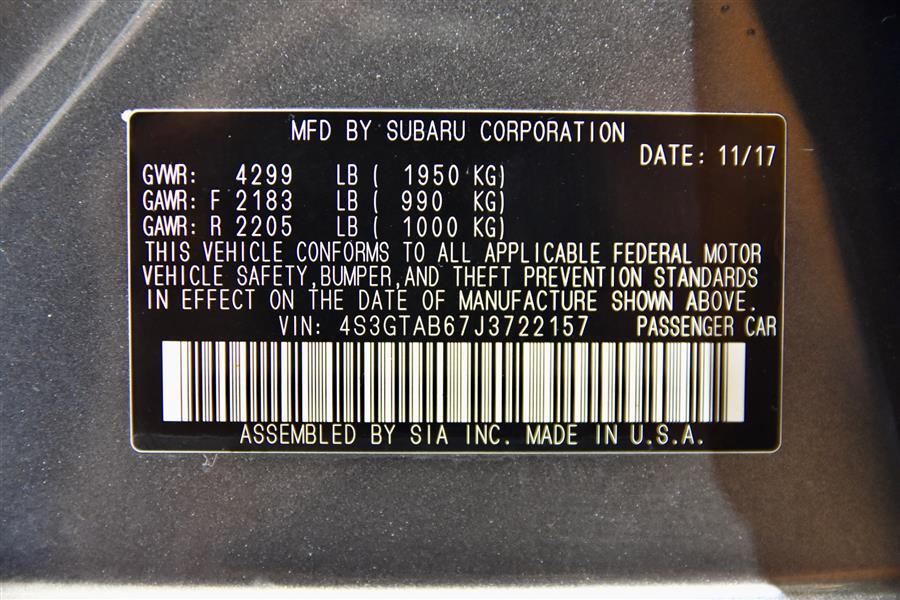 MFD BY SUBARU CORPORATION
DATE: 11/17
GVWR: 4299 LB ( 1950 KG)
GAWR: F 2183 LB ( 990 KG)
GAWR: R 2205 LB ( 1000 KG)
THIS VEHICLE CONFORMS TO ALL APPLICABLE FEDERAL MOTOR
VEHICLE SAFETY,BUMPER,AND THEFT PREVENTION STANDARDS
IN EFFECT ON THE DATE OF MANUFACTURE SHOWN ABOVE.
VIN: 4S3GTAB67J3722157 PASSENGER CAR
ASSEMBLED BY SIA INC. MADE IN U.S.A.